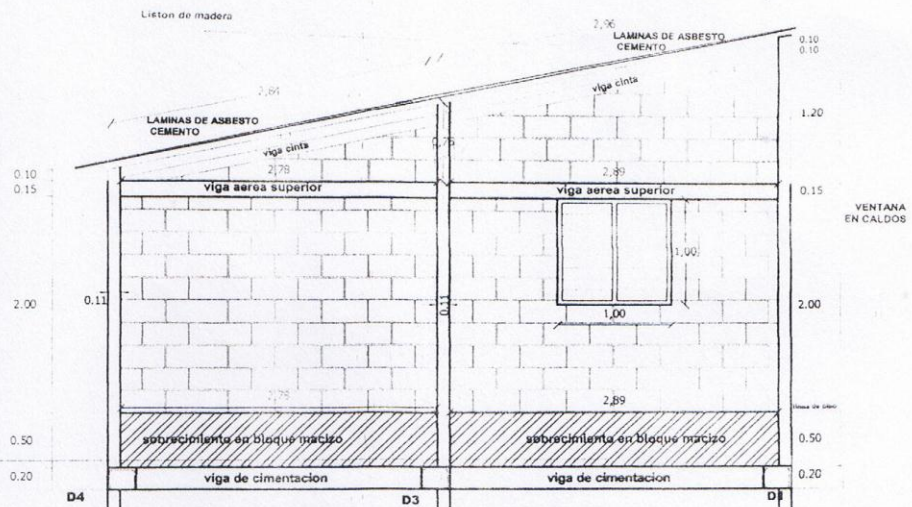 Liston de madera
2,96
LAMINAS DE ASBESTO
CEMENTO
0.10
0.10
viga cinta
2,84
1.20
LAMINAS DE ASBESTO
CEMENTO
0,75
viga cinta
0.10
2,78
2,89
0.15
viga aerea superior
viga aerea superior
0.15
VENTANA
EN CALDOS
1,00
0.11
0.11
2.00
2.00
1,00
2,78
2,89
0.50
sobrecimiento en bloque macizo
sobrecimiento en bloque macizo
0.50
0.20
viga de cimentacion
viga de cimentacion
0.20
D4
D3
D1